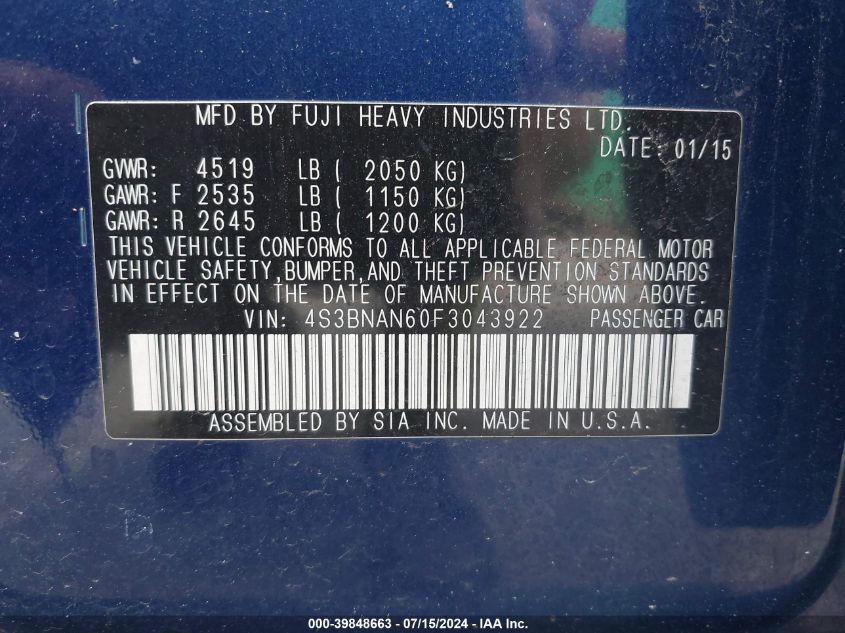 MFD BY FUJI HEAVY INDUSTRIES LTD.
DATE: 01/15
GVWR: 4519 LB ( 2050 KG)
GAWR: F 2535 LB ( 1150 KG)
GAWR: R 2645 LB ( 1200 KG)
THIS VEHICLE CONFORMS TO ALL APPLICABLE FEDERAL MOTOR
VEHICLE SAFETY,BUMPER,AND THEFT PREVENTION STANDARDS
IN EFFECT ON THE DATE OF MANUFACTURE SHOWN ABOVE.
VIN: 4S3BNAN60F3043922 PASSENGER CAR
ASSEMBLED BY SIA INC. MADE IN U.S.A.
000-39848663 - 07/15/2024 - IAA Inc.